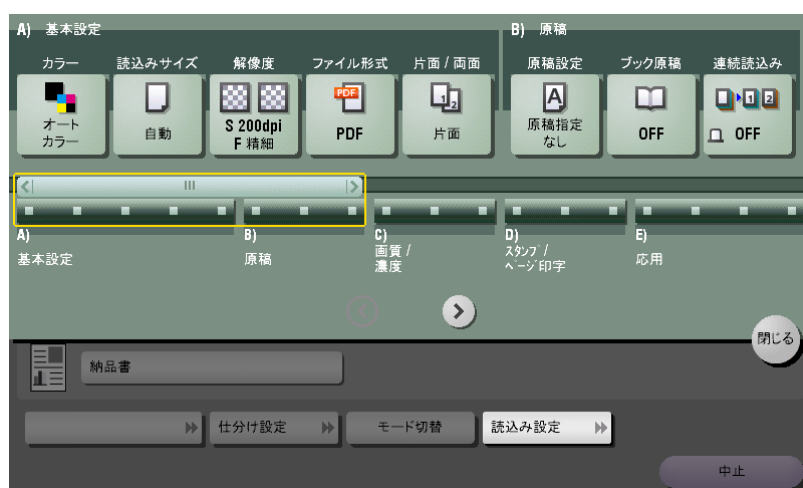 A) 基本設定
B) 原稿
カラー
読込みサイズ
解像度
ファイル形式
片面 / 両面
原稿設定
ブック原稿
連続読込み
オート
カラー
自動
S 200dpi
F 精細
PDF
PDF
1 2
片面
A
原稿指定
なし
OFF
1 2
OFF
A)
基本設定
B)
原稿
C)
画質 /
濃度
D)
スタンプ /
ページ印字
E)
応用
閉じる
納品書
仕分け設定
モード切替
読込み設定
中止